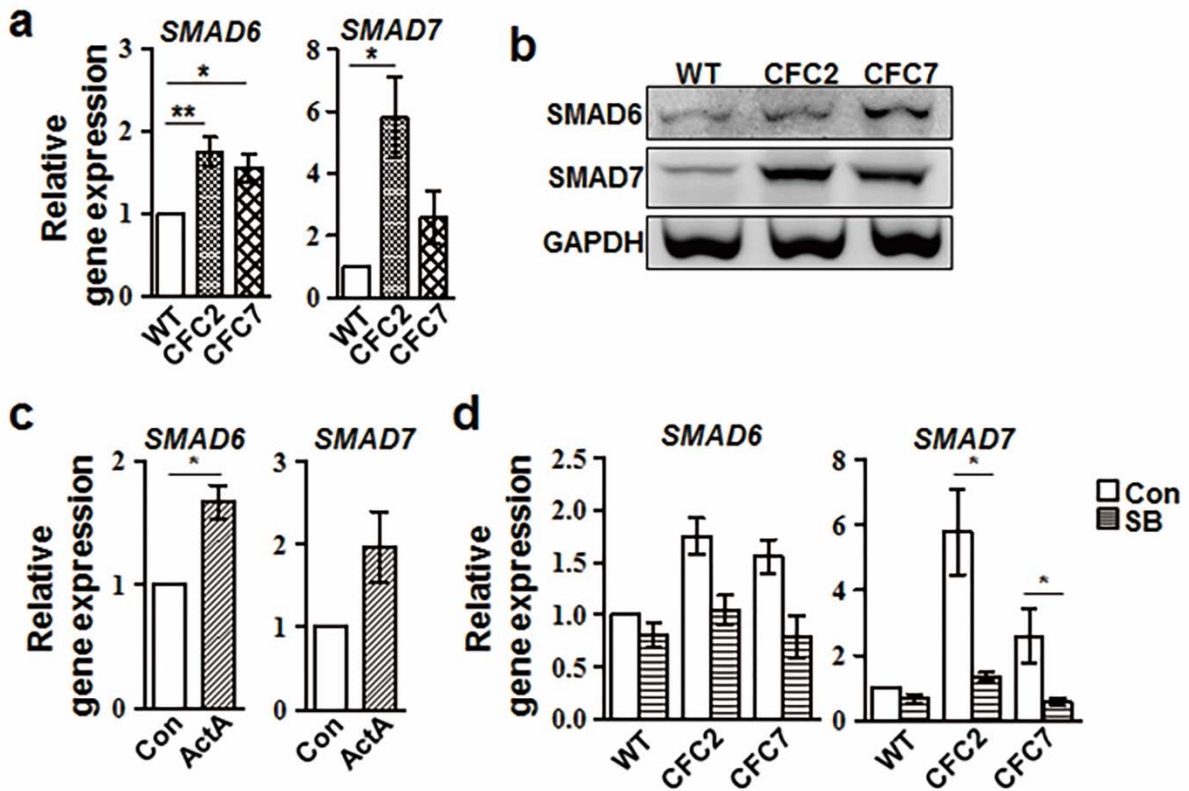 a
SMAD6
SMAD7
Relative
gene expression
3
2
1
0
**
*
WT
CFC2
CFC7
8
6
4
2
0
*
WT
CFC2
CFC7
b
WT CFC2 CFC7
SMAD6
SMAD7
GAPDH
c
SMAD6
SMAD7
Relative
gene expression
2
1
0
*
Con
ActA
3
2
1
0
Con
ActA
d
SMAD6
SMAD7
Relative
gene expression
2.5
2.0
1.5
1.0
0.5
0.0
WT
CFC2
CFC7
8
6
4
2
0
*
*
WT
CFC2
CFC7
Con
SB